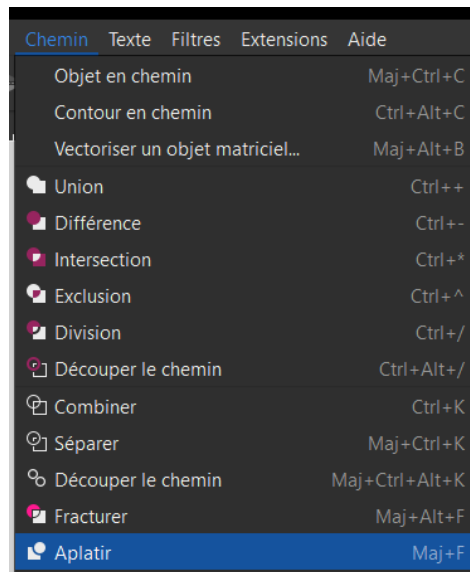 Chemin Texte Filtres Extensions Aide
Objet en chemin Maj+Ctrl+C
Contour en chemin Ctrl+Alt+C
Vectoriser un objet matriciel... Maj+Alt+B
Union Ctrl++
Différence Ctrl+-
Intersection Ctrl+*
Exclusion Ctrl+^
Division Ctrl+/
Découper le chemin Ctrl+Alt+/
Combiner Ctrl+K
Séparer Maj+Ctrl+K
Découper le chemin Maj+Ctrl+Alt+K
Fracturer Maj+Alt+F
Aplatir Maj+F